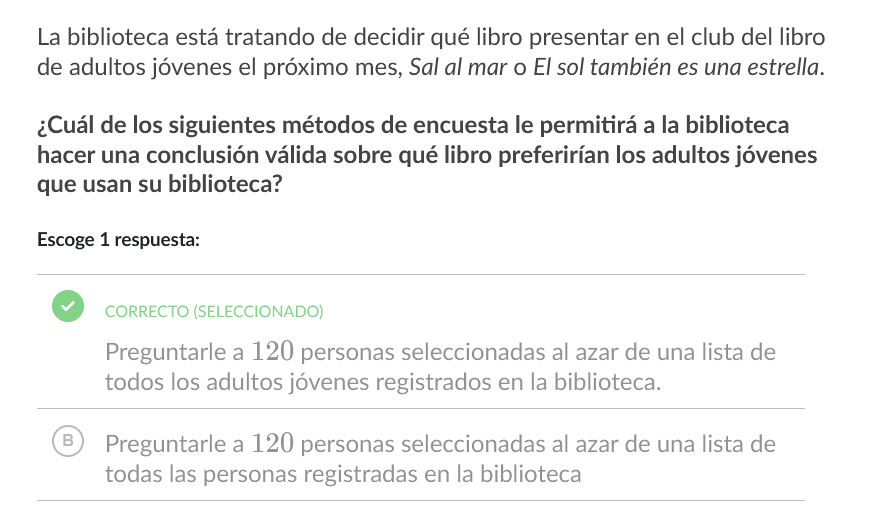 La biblioteca está tratando de decidir qué libro presentar en el club del libro
de adultos jóvenes el próximo mes, Sal al mar o El sol también es una estrella.
¿Cuál de los siguientes métodos de encuesta le permitirá a la biblioteca
hacer una conclusión válida sobre qué libro preferirían los adultos jóvenes
que usan su biblioteca?
Escoge 1 respuesta:
CORRECTO (SELECCIONADO)
Preguntarle a 120 personas seleccionadas al azar de una lista de
todos los adultos jóvenes registrados en la biblioteca.
B
Preguntarle a 120 personas seleccionadas al azar de una lista de
todas las personas registradas en la biblioteca